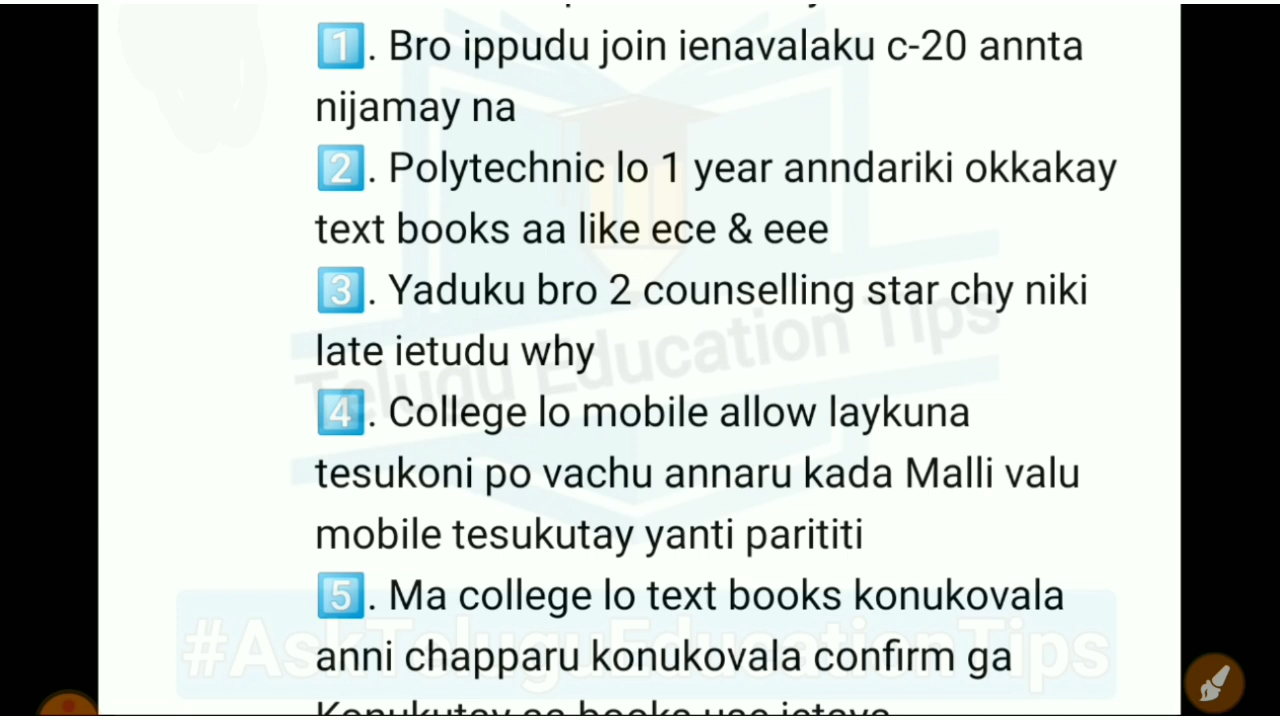 1. Bro ippudu join ienavalaku c-20 annta
nijamay na
2. Polytechnic lo 1 year anndariki okkakay
text books aa like ece & eee
3. Yaduku bro 2 counselling star chy niki
late ietudu why
4. College lo mobile allow laykuna
tesukoni po vachu annaru kada Malli valu
mobile tesukutay yanti parititi
5. Ma college lo text books konukovala
anni chapparu konukovala confirm ga
Telugu Education Tips
#AskTeluguEducationTips